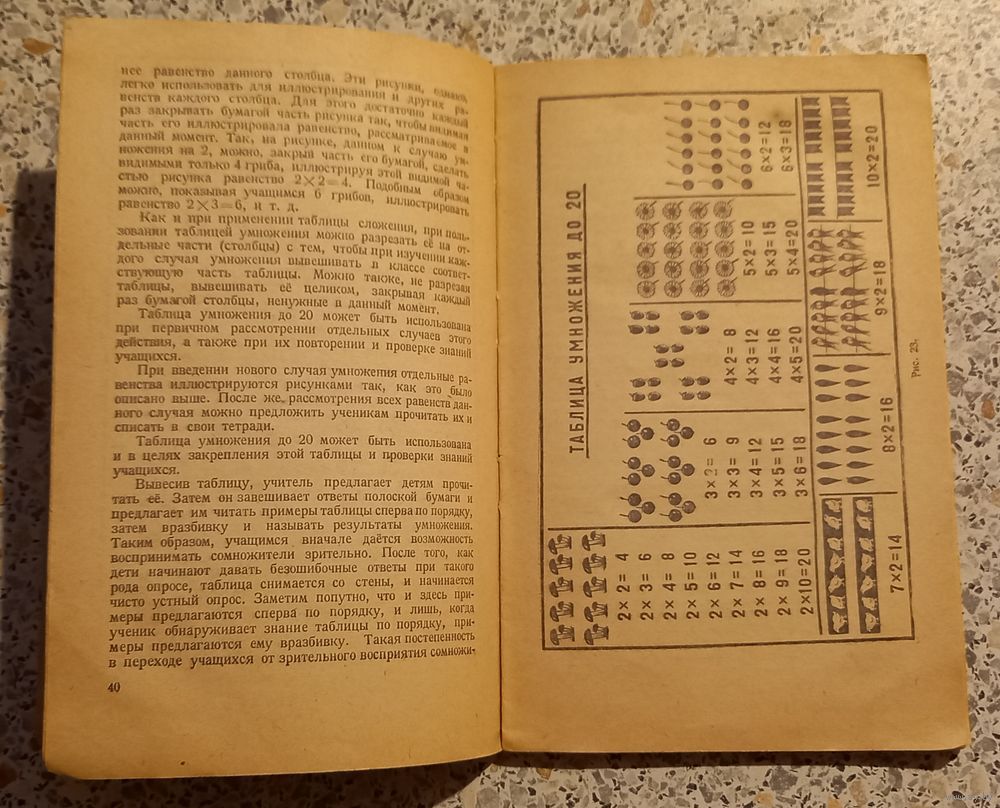 нее равенство данного столбца. Эти рисунки, однако,
легко использовать для иллюстрирования и других ра-
венств каждого столбца. Для этого достаточно каждый
раз закрывать бумагой часть рисунка так, чтобы видимая
часть его иллюстрировала равенство, рассматриваемое в
данный момент. Так, на рисунке, данном к случаю ум-
ножения на 2, можно, закрыв часть его бумагой, сделать
видимыми только 4 гриба, иллюстрируя этой видимой ча-
стью рисунка равенство 2×2=4. Подобным образом
можно, показывая учащимся 6 грибов, иллюстрировать
равенство 2×3=6, и т. д.
Как и при применении таблицы сложения, при поль-
зовании таблицей умножения можно разрезать её на от-
дельные части (столбцы) с тем, чтобы при изучении каж-
дого случая умножения вывешивать в классе соответ-
ствующую часть таблицы. Можно также, не разрезая
таблицы, вывешивать её целиком, закрывая каждый
раз бумагой столбцы, ненужные в данный момент.
Таблица умножения до 20 может быть использована
при первичном рассмотрении отдельных случаев этого
действия, а также при их повторении и проверке знаний
учащихся.
При введении нового случая умножения отдельные ра-
венства иллюстрируются рисунками так, как это было
описано выше. После же рассмотрения всех равенств дан-
ного случая можно предложить ученикам прочитать их и
списать в свои тетради.
Таблица умножения до 20 может быть использована
и в целях закрепления этой таблицы и проверки знаний
учащихся.
Вывесив таблицу, учитель предлагает детям прочи-
тать её. Затем он завешивает ответы полоской бумаги и
предлагает им читать примеры таблицы сперва по порядку,
затем вразбивку и называть результаты умножения.
Таким образом, учащимся вначале даётся возможность
воспринимать сомножители зрительно. После того, как
дети начинают давать безошибочные ответы при такого
рода опросе, таблица снимается со стены, и начинается
чисто устный опрос. Заметим попутно, что и здесь при-
меры предлагаются сперва по порядку, и лишь, когда
ученик обнаруживает знание таблицы по порядку, при-
меры предлагаются ему вразбивку. Такая постепенность
в переходе учащихся от зрительного восприятия сомножи-
40
ТАБЛИЦА УМНОЖЕНИЯ ДО 20
2×2=4
2×3=6
2×4=8
2×5=10
2×6=12
2×7=14
2×8=16
2×9=18
2×10=20
3×2=6
3×3=9
3×4=12
3×5=15
3×6=18
4×2=8
4×3=12
4×4=16
4×5=20
5×2=10
5×3=15
5×4=20
6×2=12
6×3=18
7×2=14
8×2=16
9×2=18
10×2=20
Рис. 23.